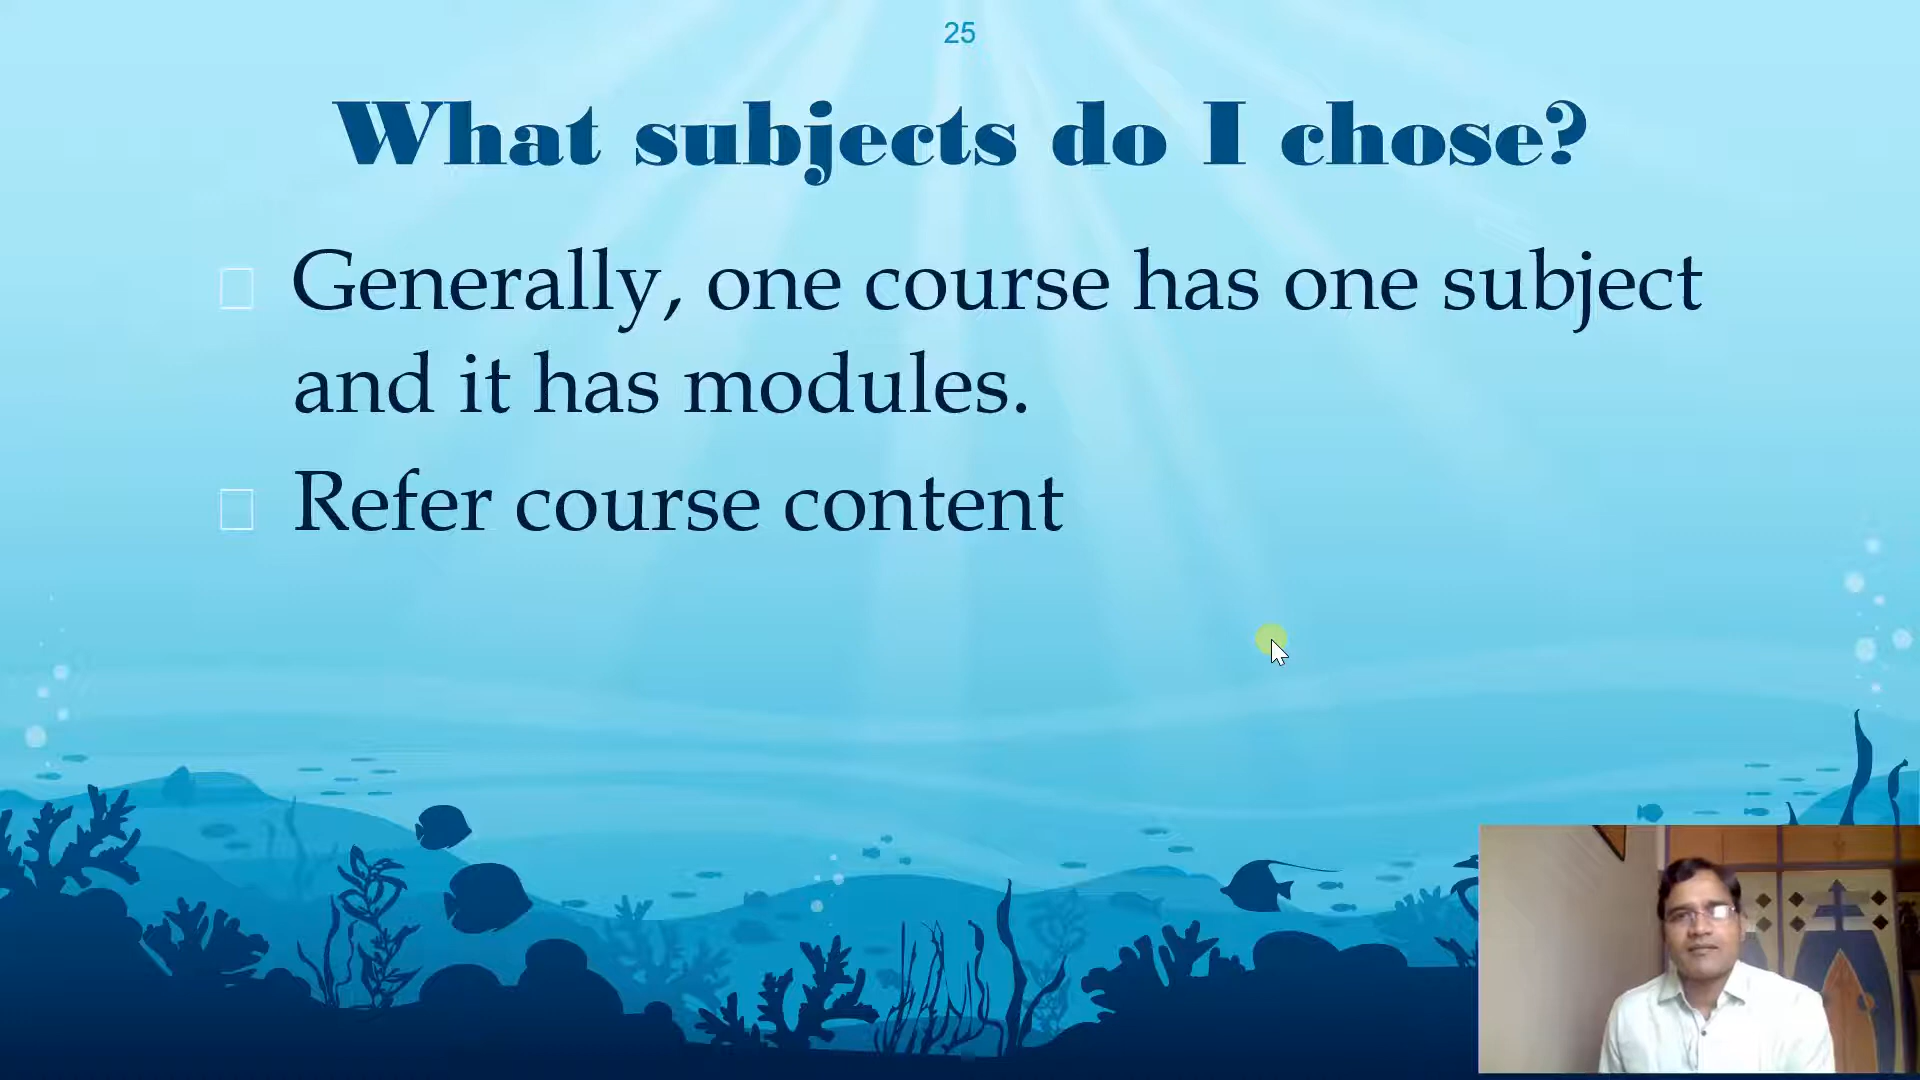 25
What subjects do I chose?
Generally, one course has one subject
and it has modules.
Refer course content